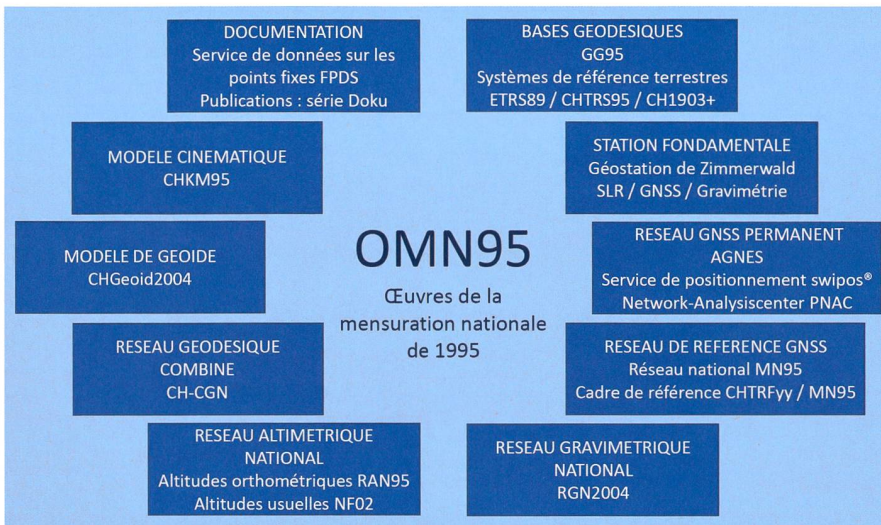 DOCUMENTATION
Service de données sur les
points fixes FPDS
Publications : série Doku
BASES GEODESIQUES
GG95
Systèmes de référence terrestres
ETRS89 / CHTRS95 / CH1903+
MODELE CINEMATIQUE
CHKM95
STATION FONDAMENTALE
Géostation de Zimmerwald
SLR / GNSS / Gravimétrie
MODELE DE GEOIDE
CHGeoid2004
OMN95
Œuvres de la
mensuration nationale
de 1995
RESEAU GNSS PERMANENT
AGNES
Service de positionnement swipos®
Network-Analysiscenter PNAC
RESEAU GEODESIQUE
COMBINE
CH-CGN
RESEAU DE REFERENCE GNSS
Réseau national MN95
Cadre de référence CHTRFyy / MN95
RESEAU ALTIMETRIQUE
NATIONAL
Altitudes orthométriques RAN95
Altitudes usuelles NF02
RESEAU GRAVIMETRIQUE
NATIONAL
RGN2004